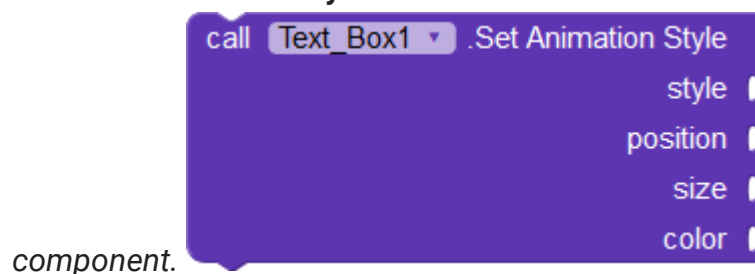 call Text_Box1 .Set Animation Style
style
position
size
color
component.